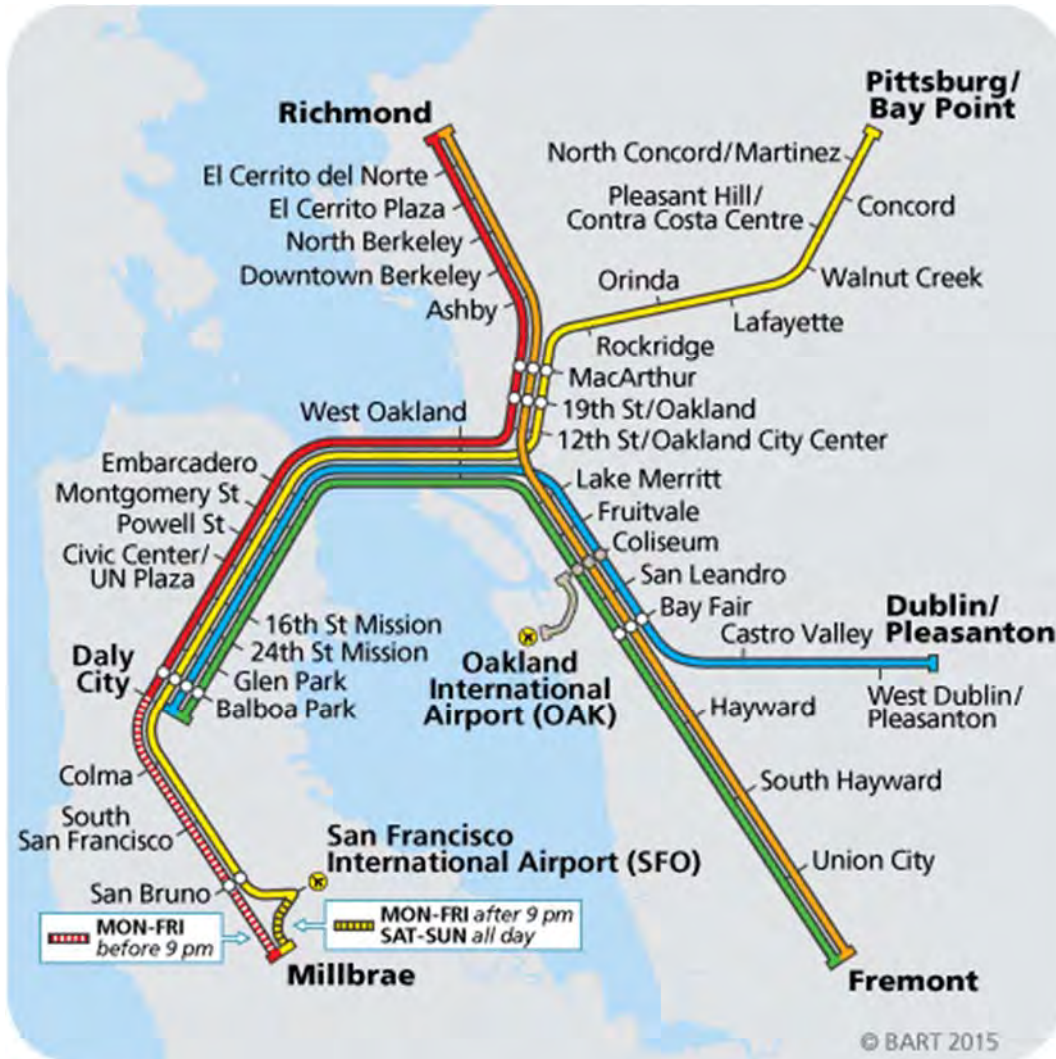 Pittsburg/
Bay Point
Richmond
North Concord/Martinez
El Cerrito del Norte
Pleasant Hill/
Contra Costa Centre
Concord
El Cerrito Plaza
North Berkeley
Downtown Berkeley
Orinda
Walnut Creek
Ashby
Lafayette
Rockridge
MacArthur
West Oakland
19th St/Oakland
12th St/Oakland City Center
Embarcadero
Lake Merritt
Montgomery St
Fruitvale
Powell St
Coliseum
Civic Center/
UN Plaza
San Leandro
Bay Fair
Dublin/
Pleasanton
16th St Mission
Castro Valley
24th St Mission
Daly
City
Oakland
International
Airport (OAK)
Glen Park
Balboa Park
West Dublin/
Pleasanton
Hayward
Colma
South Hayward
South
San Francisco
San Francisco
International Airport (SFO)
Union City
San Bruno
MON-FRI
before 9 pm
MON-FRI after 9 pm
SAT-SUN all day
Millbrae
Fremont
© BART 2015